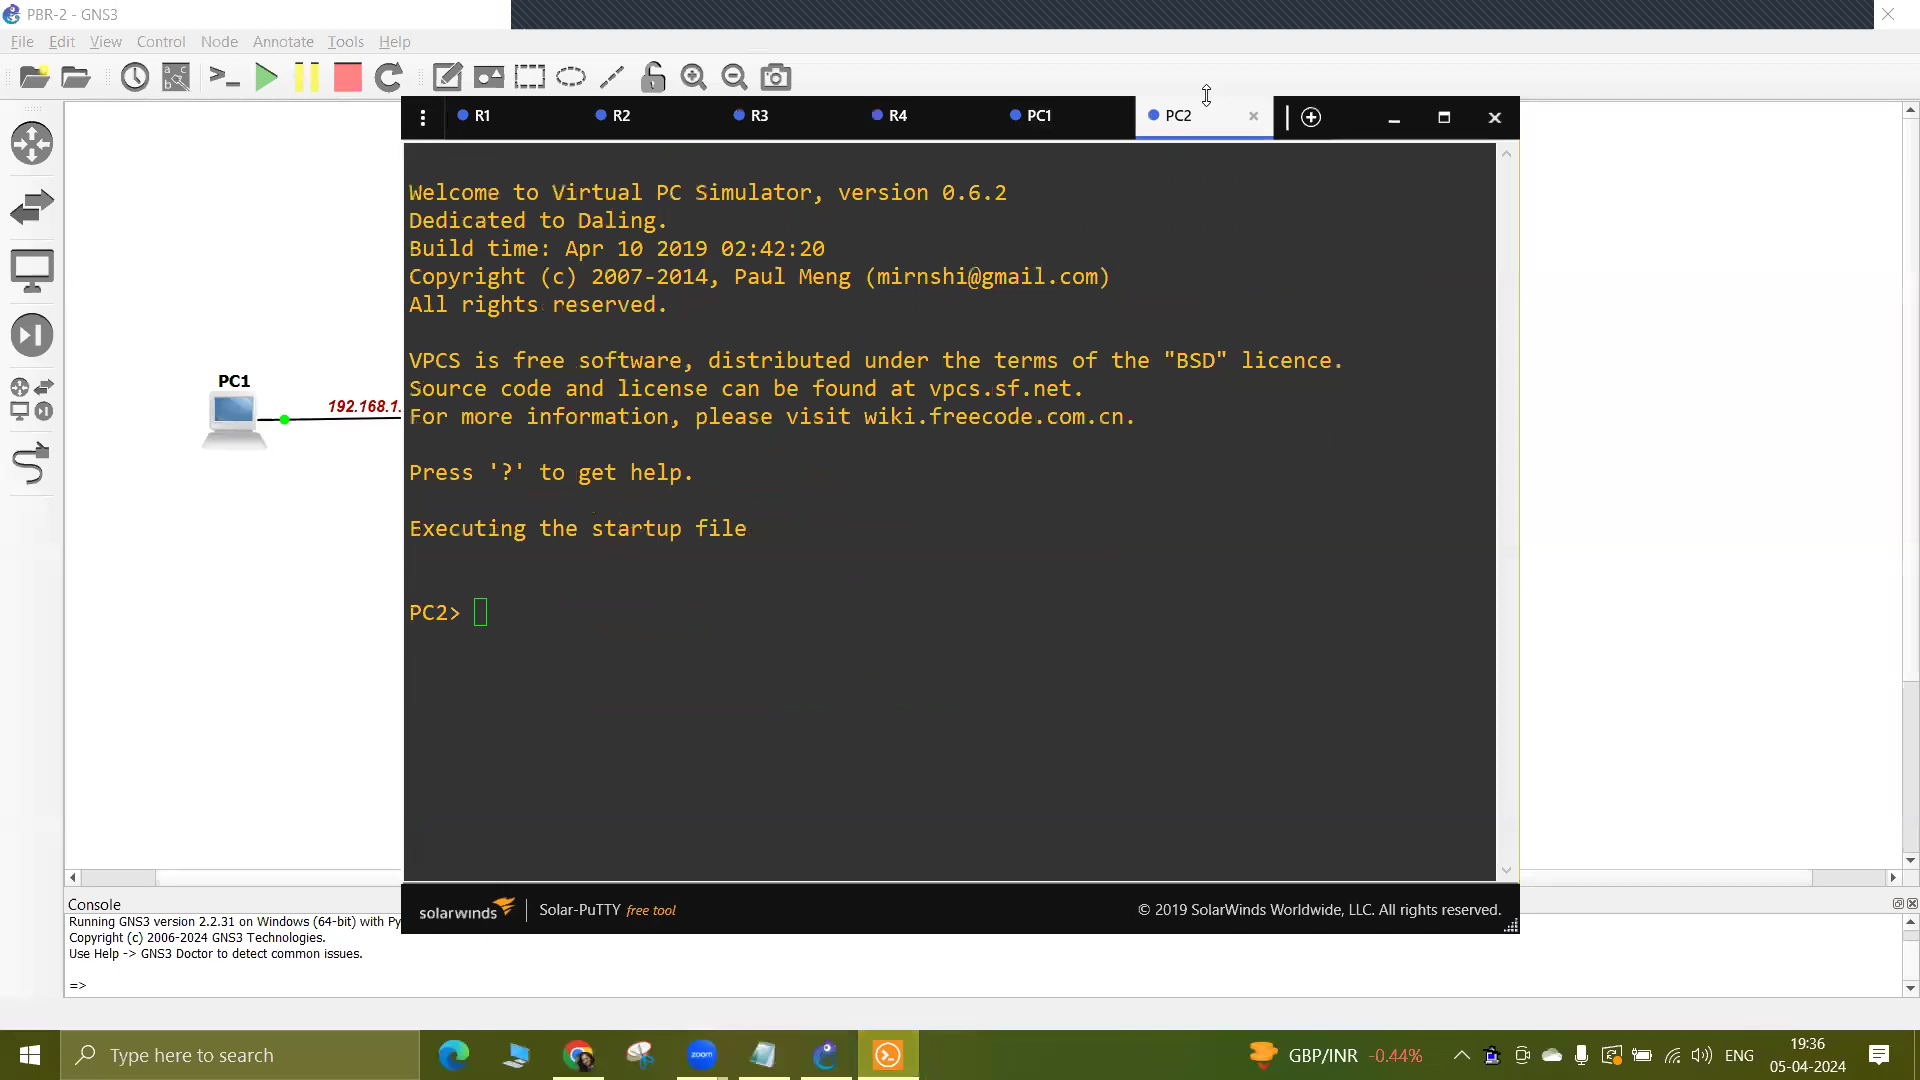 PBR-2 - GNS3
File Edit View Control Node Annotate Tools Help
R1 R2 R3 R4 PC1 PC2
Welcome to Virtual PC Simulator, version 0.6.2
Dedicated to Daling.
Build time: Apr 10 2019 02:42:20
Copyright (c) 2007-2014, Paul Meng (mirnshi@gmail.com)
All rights reserved.
VPCS is free software, distributed under the terms of the "BSD" licence.
Source code and license can be found at vpcs.sf.net.
For more information, please visit wiki.freecode.com.cn.
Press '?' to get help.
Executing the startup file
PC2>
PC1
192.168.1.
solarwinds Solar-PuTTY free tool © 2019 SolarWinds Worldwide, LLC. All rights reserved.
Console
Running GNS3 version 2.2.31 on Windows (64-bit) with Py
Copyright (c) 2006-2024 GNS3 Technologies.
Use Help -> GNS3 Doctor to detect common issues.
=>
Type here to search
zoom
GBP/INR -0.44%
ENG
19:36
05-04-2024